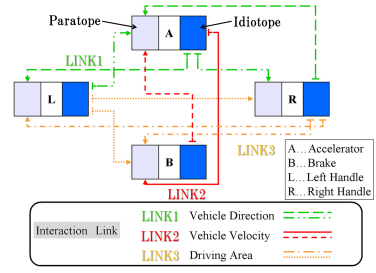 Paratope
A
Idiotope
LINK1
L
R
LINK3
B
LINK2
A…Accelerator
B…Brake
L…Left Handle
R…Right Handle
Interaction Link
LINK1 Vehicle Direction
LINK2 Vehicle Velocity
LINK3 Driving Area